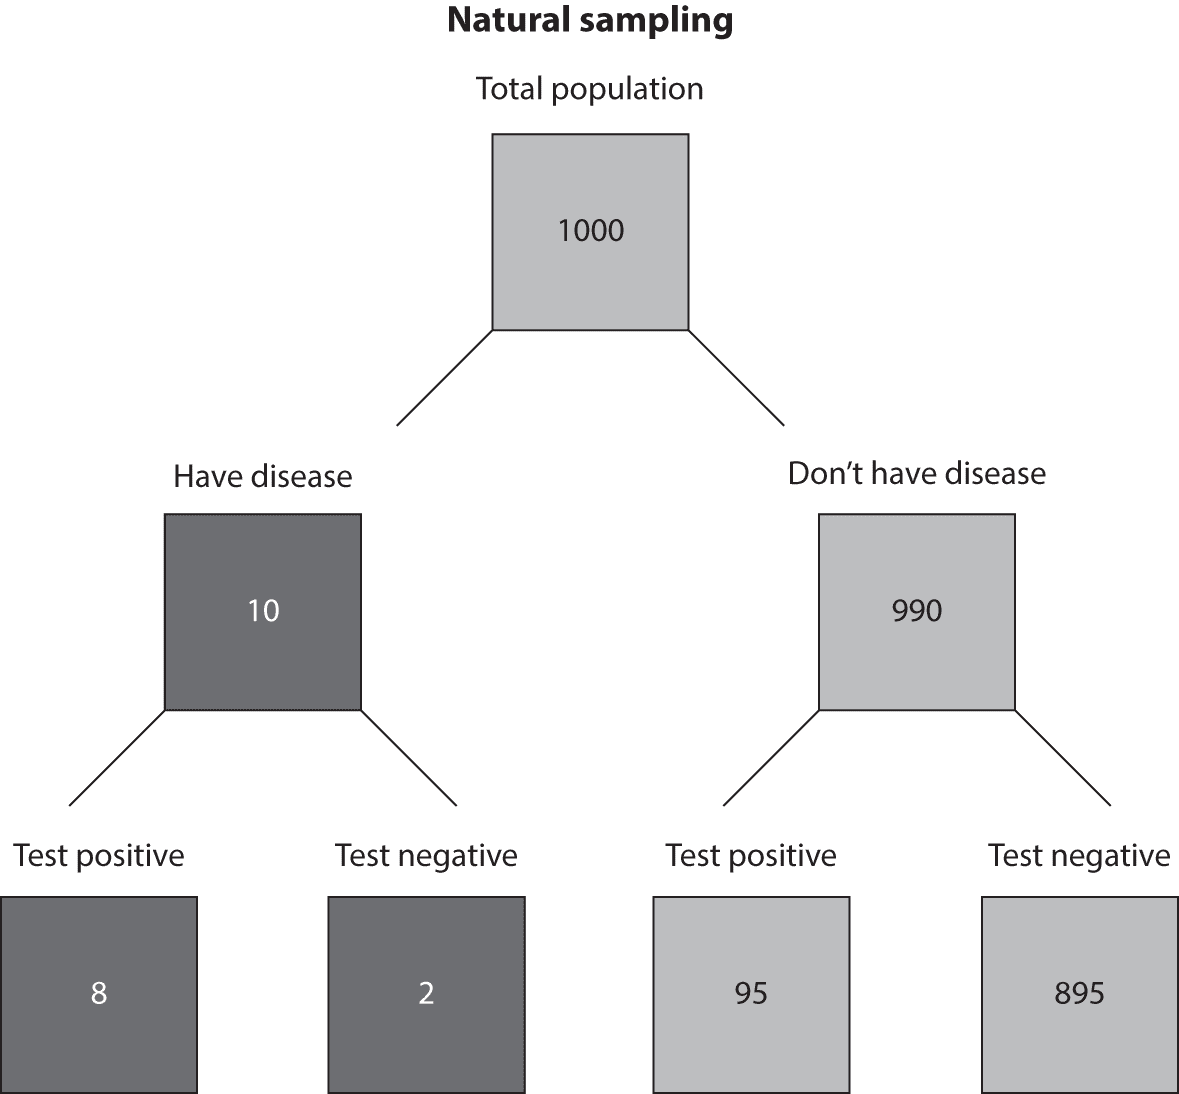 Natural sampling
Total population
1000
Have disease
Don't have disease
10
990
Test positive
Test negative
Test positive
Test negative
8
2
95
895